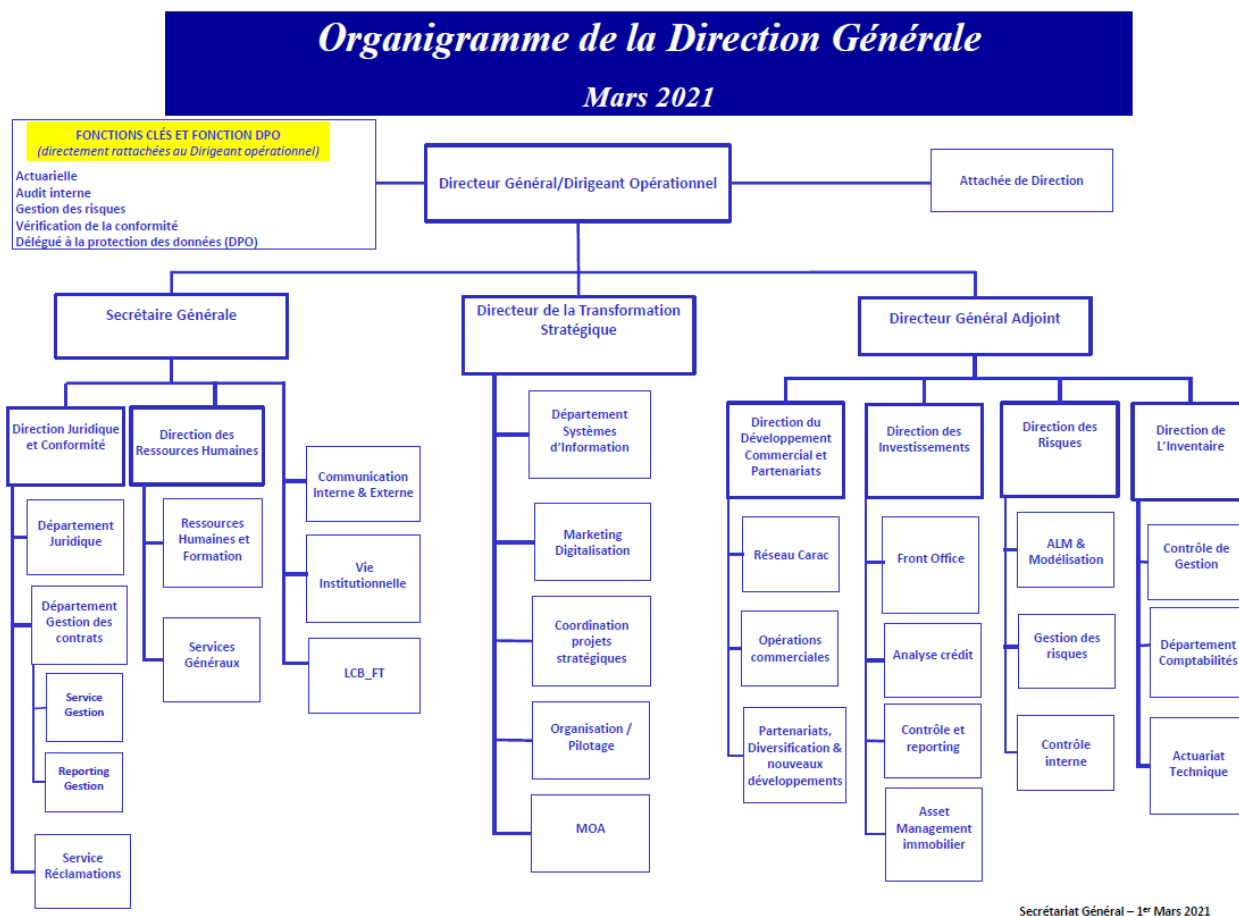 Organigramme de la Direction Générale
Mars 2021
FONCTIONS CLÉS ET FONCTION DPO
(directement rattachées au Dirigeant opérationnel)
Actuarielle
Audit interne
Gestion des risques
Vérification de la conformité
Délégué à la protection des données (DPO)
Directeur Général/Dirigeant Opérationnel
Attachée de Direction
Secrétaire Générale
Directeur de la Transformation
Stratégique
Directeur Général Adjoint
Direction Juridique
et Conformité
Direction des
Ressources Humaines
Communication
Interne & Externe
Département
Juridique
Ressources
Humaines et
Formation
Vie
Institutionnelle
Département
Gestion des
contrats
Services
Généraux
LCB_FT
Service
Gestion
Reporting
Gestion
Service
Réclamations
Département
Systèmes
d'Information
Marketing
Digitalisation
Coordination
projets
stratégiques
Organisation /
Pilotage
MOA
Direction du
Développement
Commercial et
Partenariats
Direction des
Investissements
Direction des
Risques
Direction de
L'Inventaire
Réseau Carac
Opérations
commerciales
Partenariats,
Diversification &
nouveaux
développements
Front Office
Analyse crédit
Contrôle et
reporting
Asset
Management
immobilier
ALM &
Modélisation
Gestion des
risques
Contrôle
interne
Contrôle de
Gestion
Département
Comptabilités
Actuariat
Technique
Secrétariat Général – 1er Mars 2021